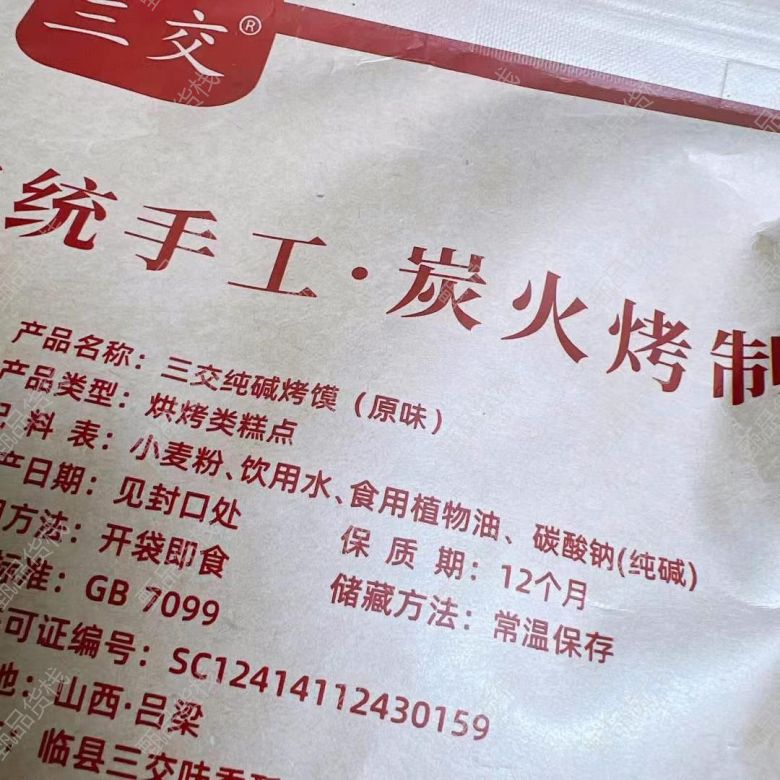 三交®
统手工·炭火烤制
产品名称：三交纯碱烤馍（原味）
产品类型：烘烤类糕点
料表：小麦粉、饮用水、食用植物油、碳酸钠(纯碱)
产日期：见封口处 保质期：12个月
方法：开袋即食 储藏方法：常温保存
标准：GB 7099
可证编号：SC12414112430159
地：山西·吕梁
临县三交味香